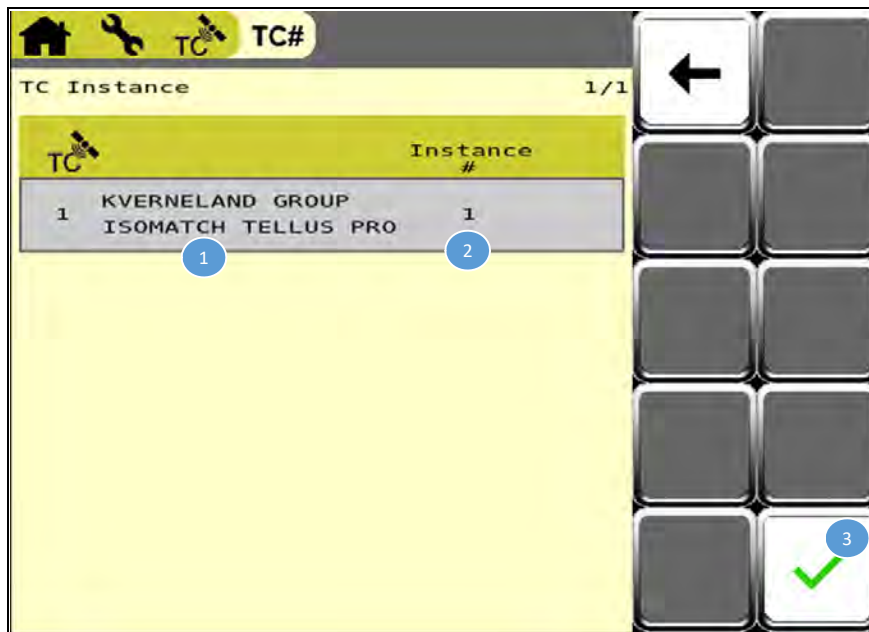 TC TC#
TC Instance 1/1
TC Instance
#
1 KVERNELAND GROUP 1
ISOMATCH TELLUS PRO
1 2
3